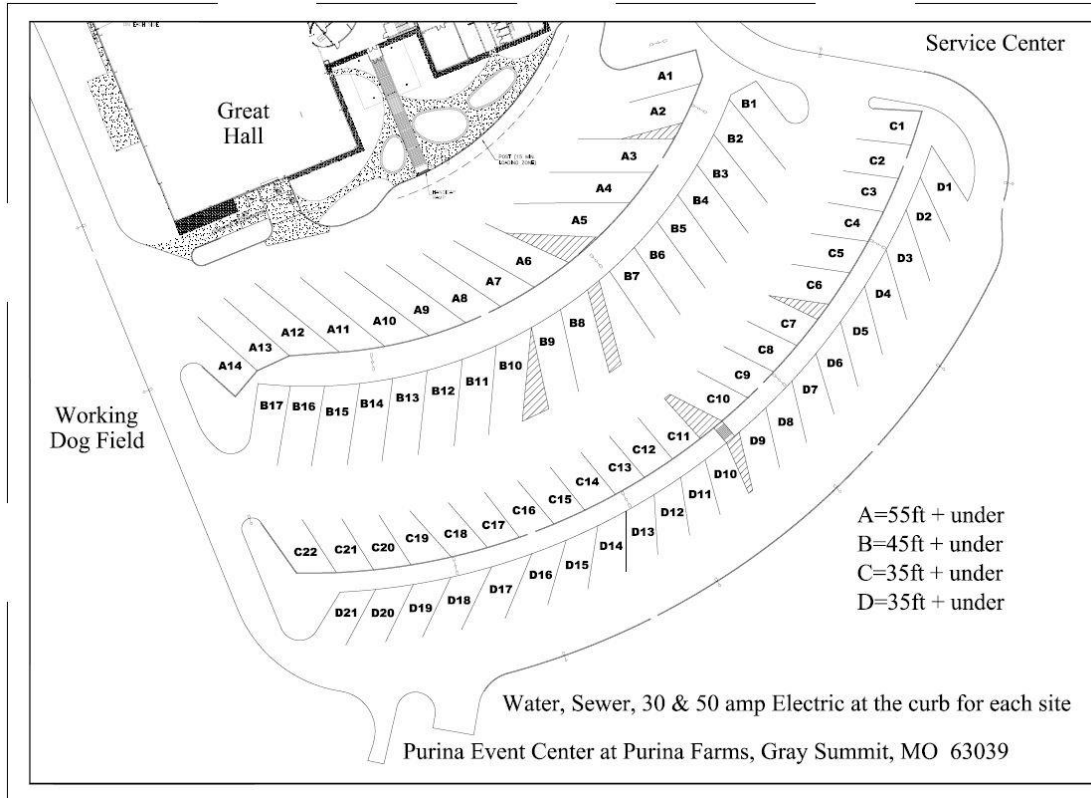 Service Center
Great
Hall
POST (15 MIN
LOADING ZONE)
Working
Dog Field
A1
A2
A3
A4
A5
A6
A7
A8
A9
A10
A11
A12
A13
A14
B1
B2
B3
B4
B5
B6
B7
B8
B9
B10
B11
B12
B13
B14
B15
B16
B17
C1
C2
C3
C4
C5
C6
C7
C8
C9
C10
C11
C12
C13
C14
C15
C16
C17
C18
C19
C20
C21
C22
D1
D2
D3
D4
D5
D6
D7
D8
D9
D10
D11
D12
D13
D14
D15
D16
D17
D18
D19
D20
D21
A=55ft + under
B=45ft + under
C=35ft + under
D=35ft + under
Water, Sewer, 30 & 50 amp Electric at the curb for each site
Purina Event Center at Purina Farms, Gray Summit, MO 63039